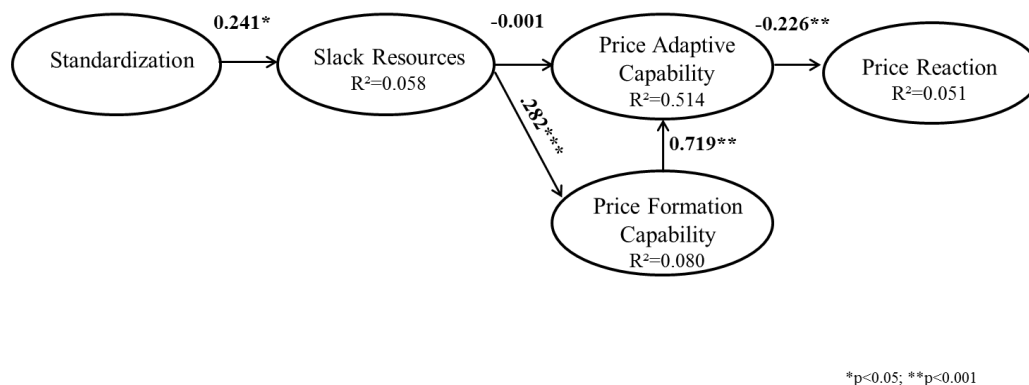 0.241*
-0.001
-0.226**
Standardization
Slack Resources
R²=0.058
Price Adaptive
Capability
R²=0.514
Price Reaction
R²=0.051
.282***
0.719**
Price Formation
Capability
R²=0.080
*p<0.05; **p<0.001